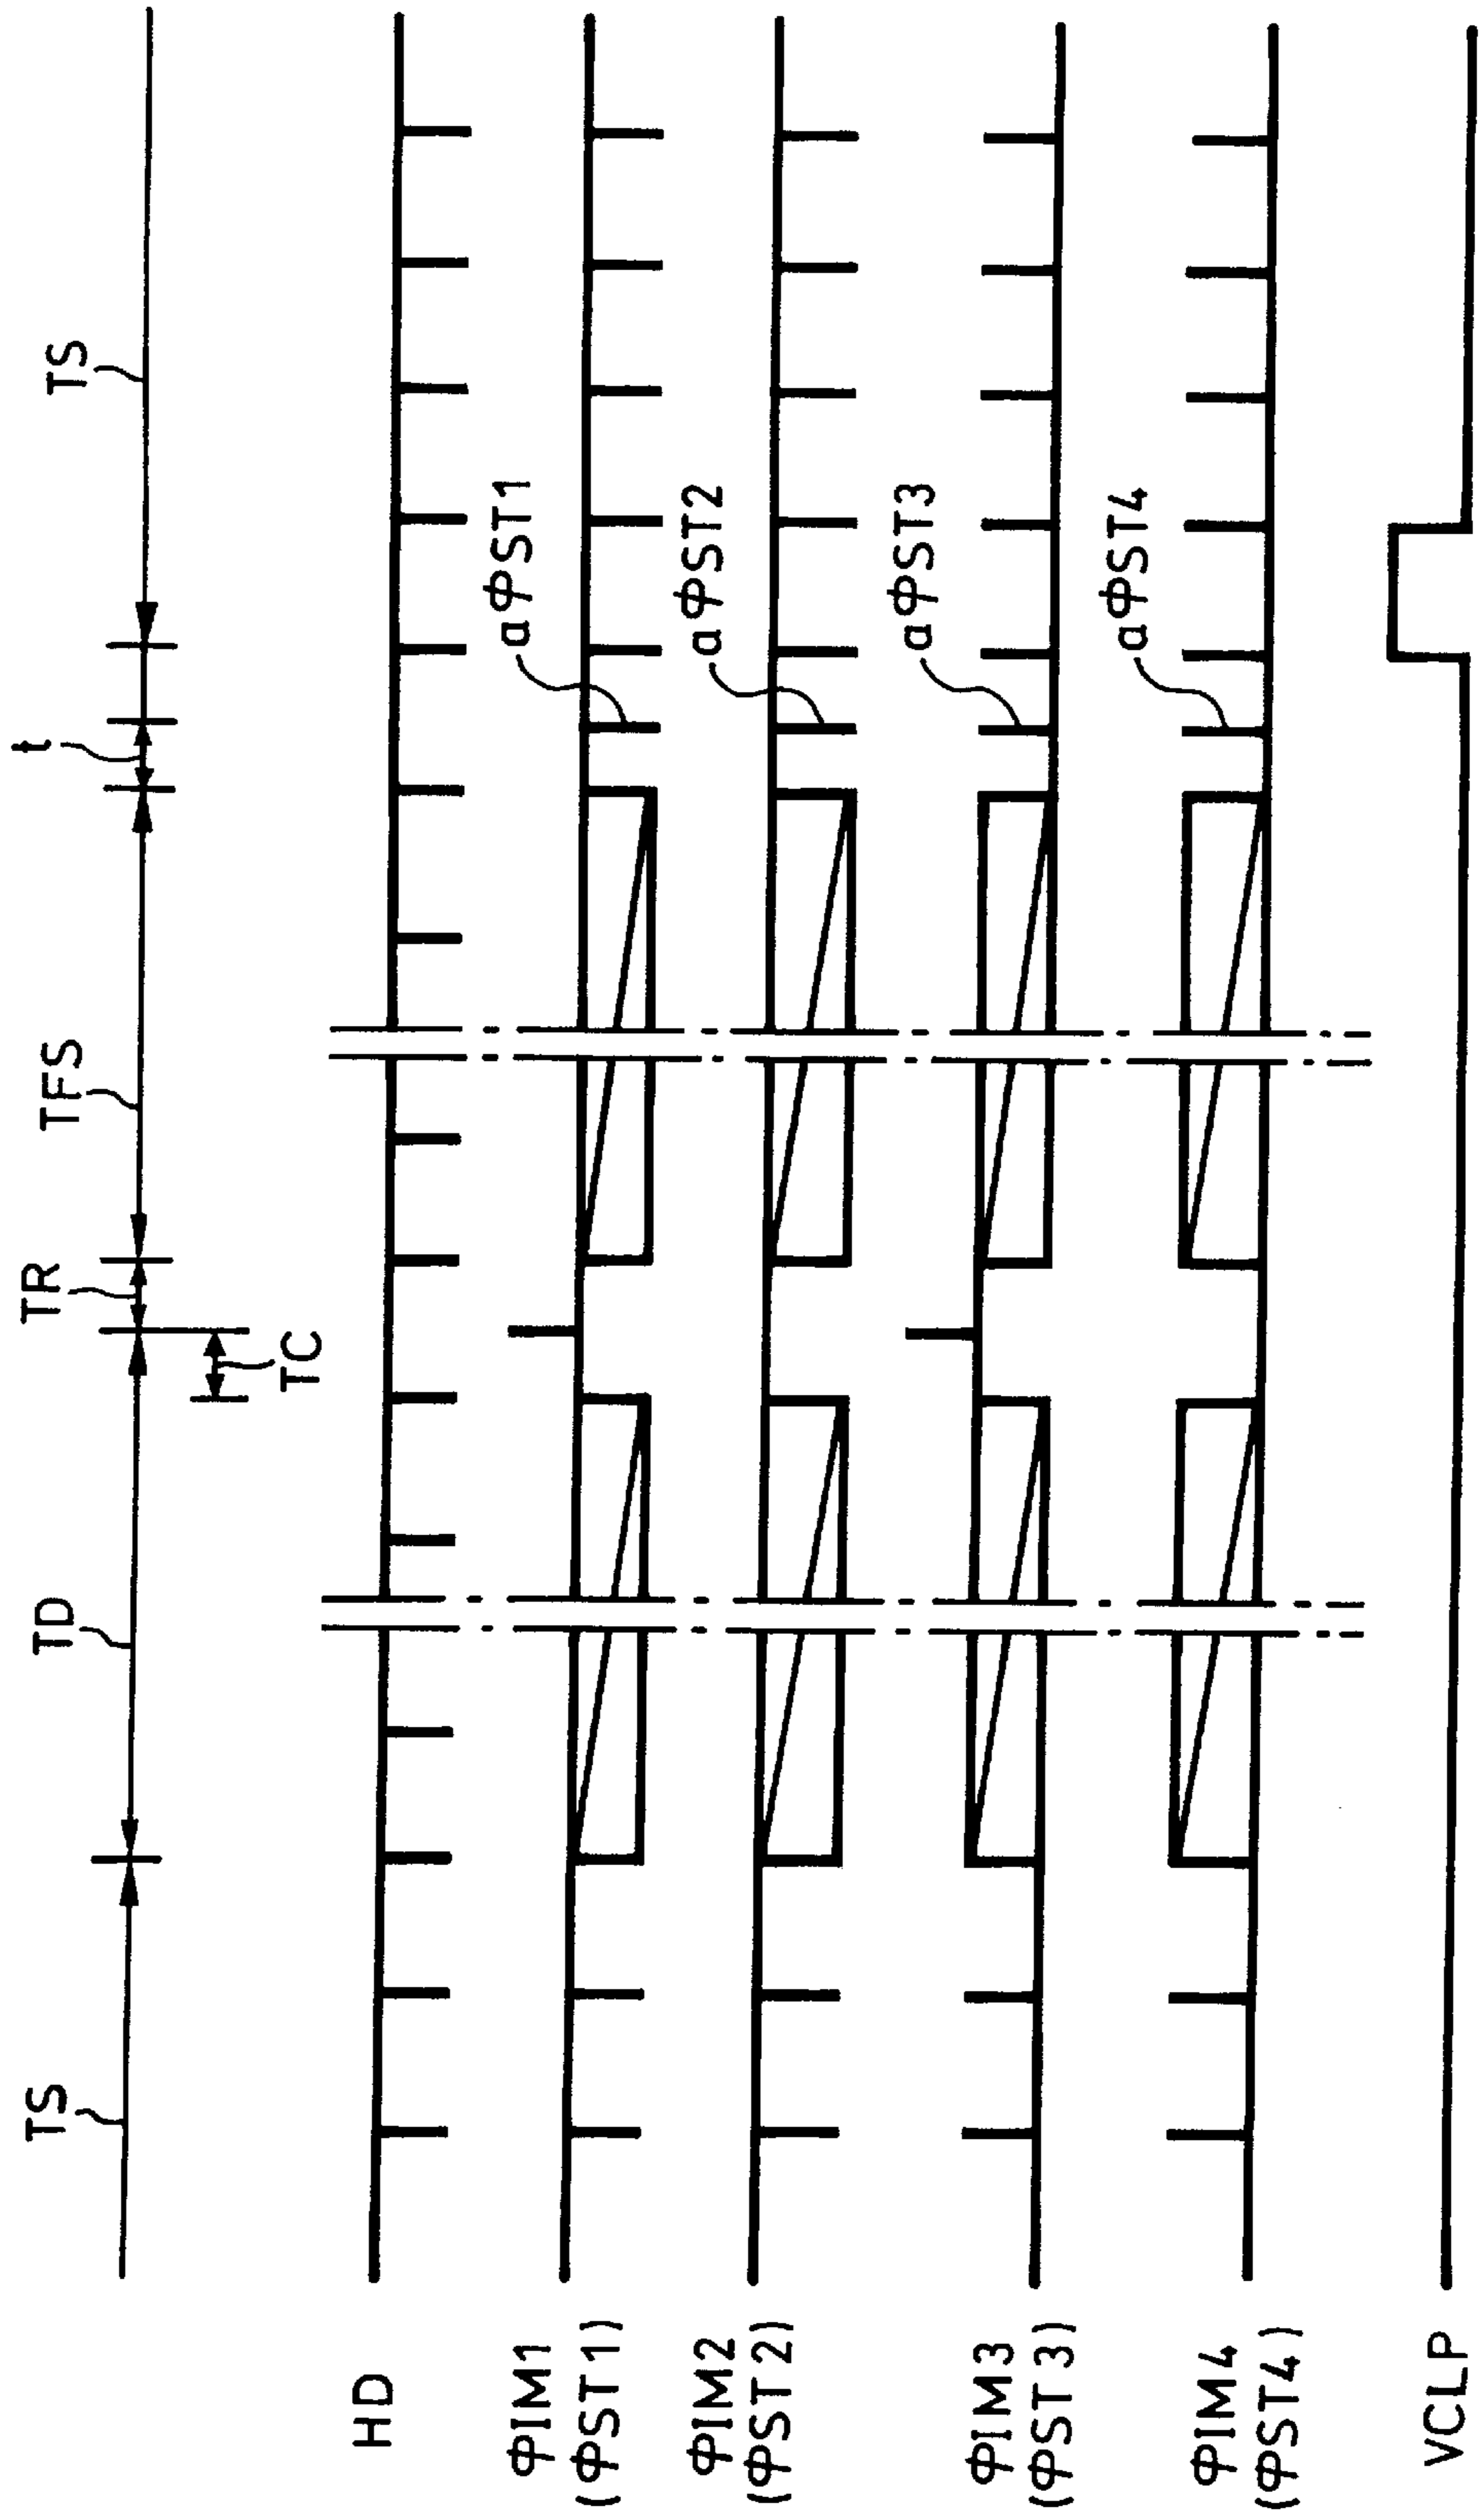 TS
TD
TR
TFS
t
TS
TC
HD
φIM1
(φST1)
aφST1
φIM2
(φST2)
aφST2
φIM3
(φST3)
aφST3
φIM4
(φST4)
aφST4
VCLP